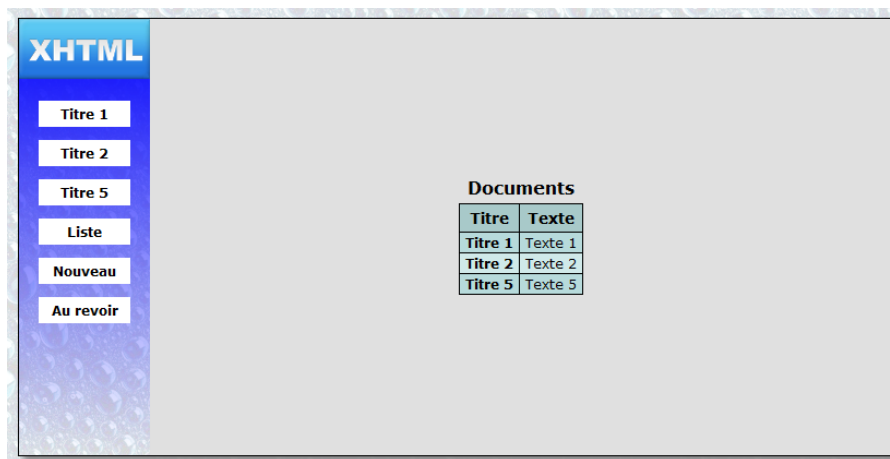 XHTML
Titre 1
Titre 2
Titre 5
Liste
Nouveau
Au revoir
Documents
Titre Texte
Titre 1 Texte 1
Titre 2 Texte 2
Titre 5 Texte 5